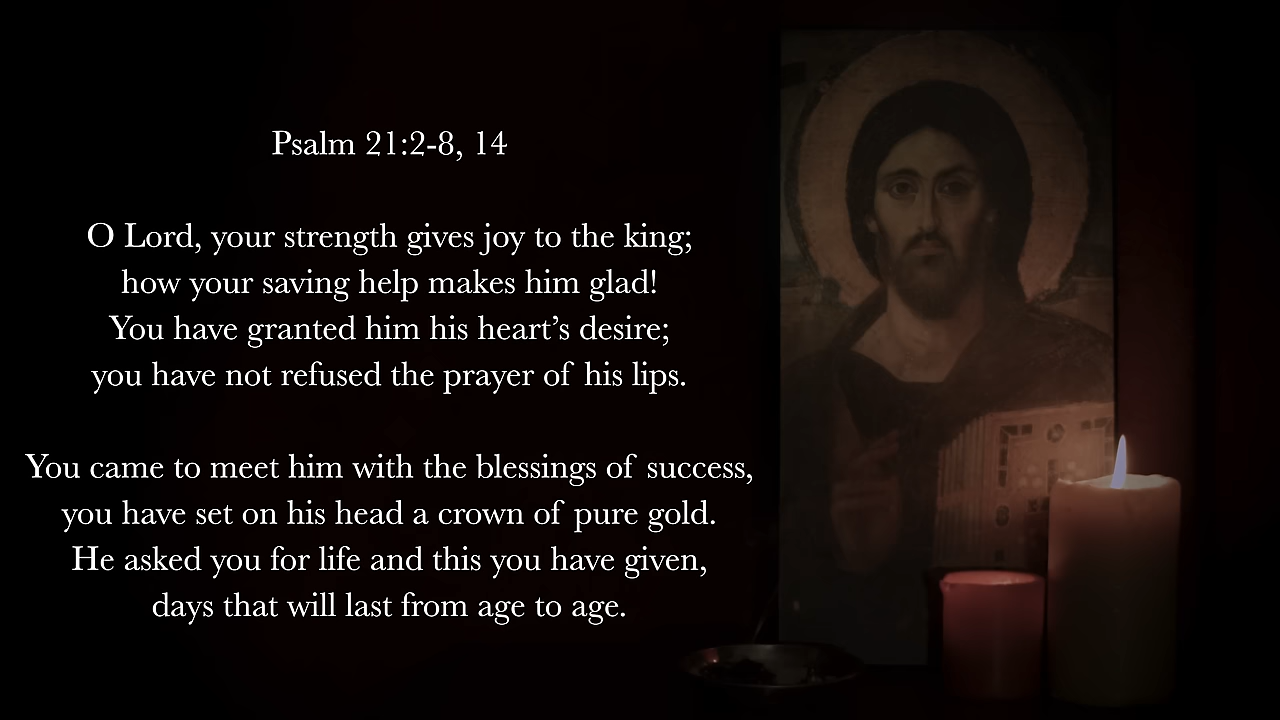 Psalm 21:2-8, 14
O Lord, your strength gives joy to the king;
how your saving help makes him glad!
You have granted him his heart’s desire;
you have not refused the prayer of his lips.
You came to meet him with the blessings of success,
you have set on his head a crown of pure gold.
He asked you for life and this you have given,
days that will last from age to age.